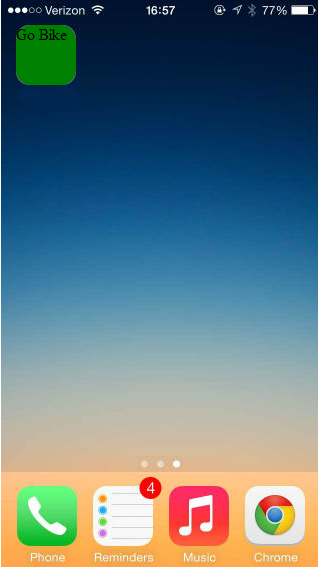 Verizon 16:57 77%
Go Bike
4
Phone Reminders Music Chrome